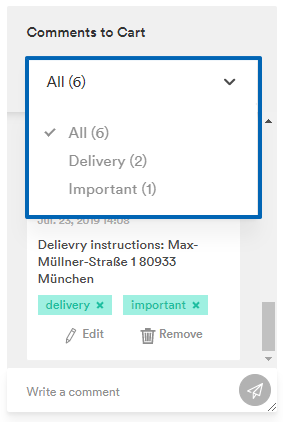 Comments to Cart
All (6)
All (6)
Delivery (2)
Important (1)
Jul. 23, 2019 14:08
Delievry instructions: Max-
Müllner-Straße 1 80933
München
delivery ×
important ×
Edit
Remove
Write a comment